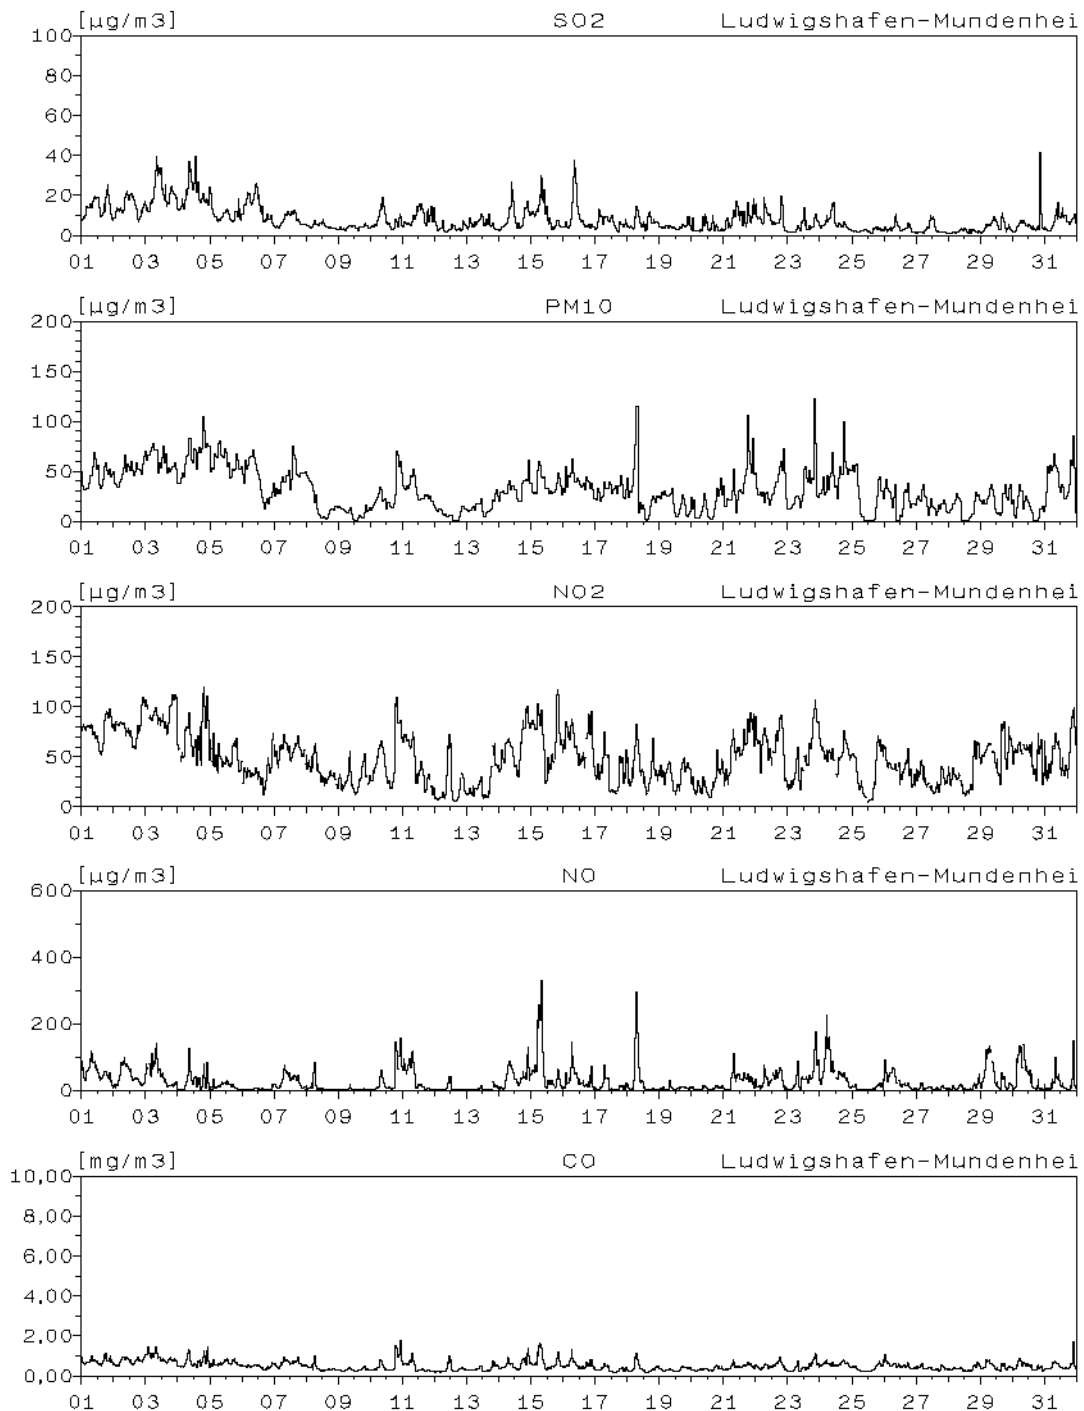 [µg/m3] SO2 Ludwigshafen-Mundenhei
100
80
60
40
20
0
01 03 05 07 09 11 13 15 17 19 21 23 25 27 29 31
[µg/m3] PM10 Ludwigshafen-Mundenhei
200
150
100
50
0
01 03 05 07 09 11 13 15 17 19 21 23 25 27 29 31
[µg/m3] NO2 Ludwigshafen-Mundenhei
200
150
100
50
0
01 03 05 07 09 11 13 15 17 19 21 23 25 27 29 31
[µg/m3] NO Ludwigshafen-Mundenhei
600
400
200
0
01 03 05 07 09 11 13 15 17 19 21 23 25 27 29 31
[mg/m3] CO Ludwigshafen-Mundenhei
10,00
8,00
6,00
4,00
2,00
0,00
01 03 05 07 09 11 13 15 17 19 21 23 25 27 29 31